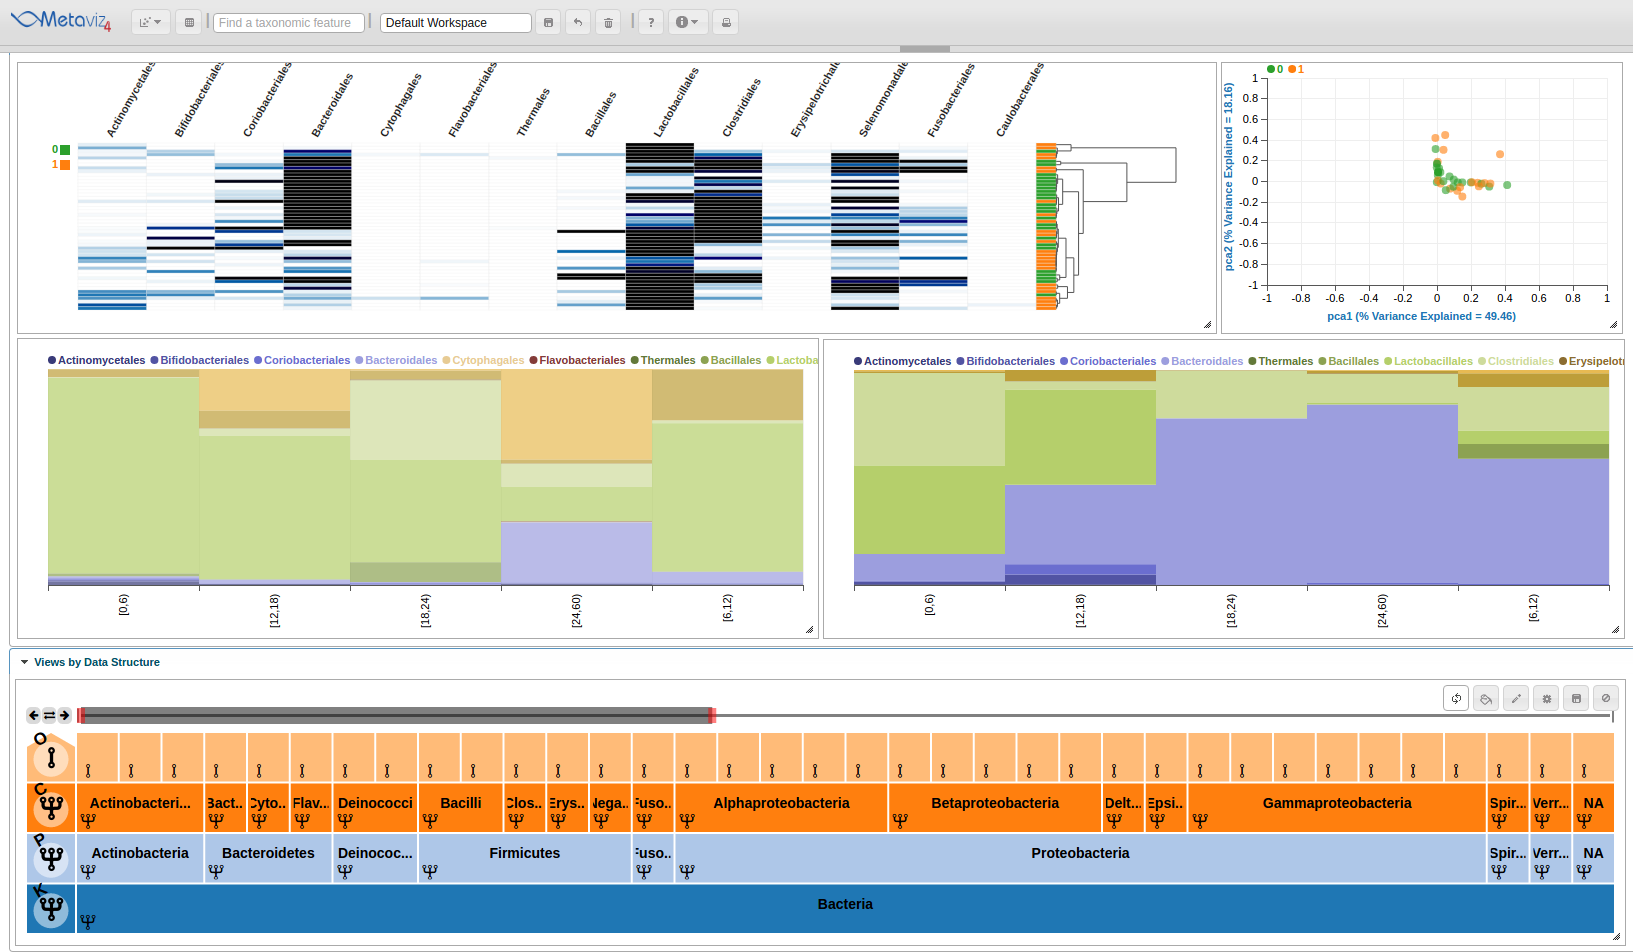 Metaviz4
Find a taxonomic feature
Default Workspace
?
Actinomycetales
Bifidobacteriales
Coriobacteriales
Bacteroidales
Cytophagales
Flavobacteriales
Thermales
Bacillales
Lactobacillales
Clostridiales
Erysipelotrichale
Selenomonadale
Fusobacteriales
Caulobacterales
0
1
0 1
pca2 (% Variance Explained = 18.16)
1
0.8
0.6
0.4
0.2
0
-0.2
-0.4
-0.6
-0.8
-1
-1 -0.8 -0.6 -0.4 -0.2 0 0.2 0.4 0.6 0.8 1
pca1 (% Variance Explained = 49.46)
Actinomycetales Bifidobacteriales Coriobacteriales Bacteroidales Cytophagales Flavobacteriales Thermales Bacillales Lactoba
[0,6) [12,18) [18,24) [24,60) [6,12)
Actinomycetales Bifidobacteriales Coriobacteriales Bacteroidales Thermales Bacillales Lactobacillales Clostridiales Erysipelotr
[0,6) [12,18) [18,24) [24,60) [6,12)
Views by Data Structure
O
C Actinobacteri... Bact.. Cyto.. Flav... Deinococci Bacilli Clos.. Erys... Nega.. Fuso.. Alphaproteobacteria Betaproteobacteria Delt... Epsi.. Gammaproteobacteria Spir... Verr... NA
P Actinobacteria Bacteroidetes Deinococ... Firmicutes Fuso.. Proteobacteria Spir... Verr... NA
K Bacteria